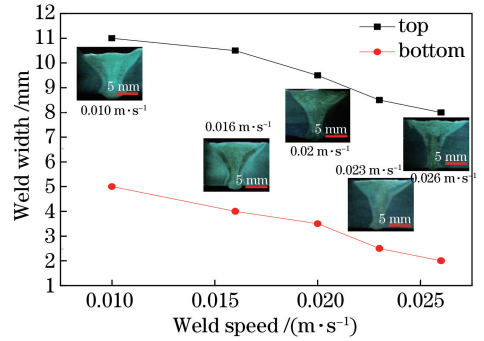 12
11
10
9
8
7
6
5
4
3
2
1
Weld width /mm
top
bottom
5 mm
0.010 m·s⁻¹
0.016 m·s⁻¹
5 mm
0.02 m·s⁻¹
5 mm
0.023 m·s⁻¹
5 mm
5 mm
0.026 m·s⁻¹
0.010 0.015 0.020 0.025
Weld speed /(m·s⁻¹)